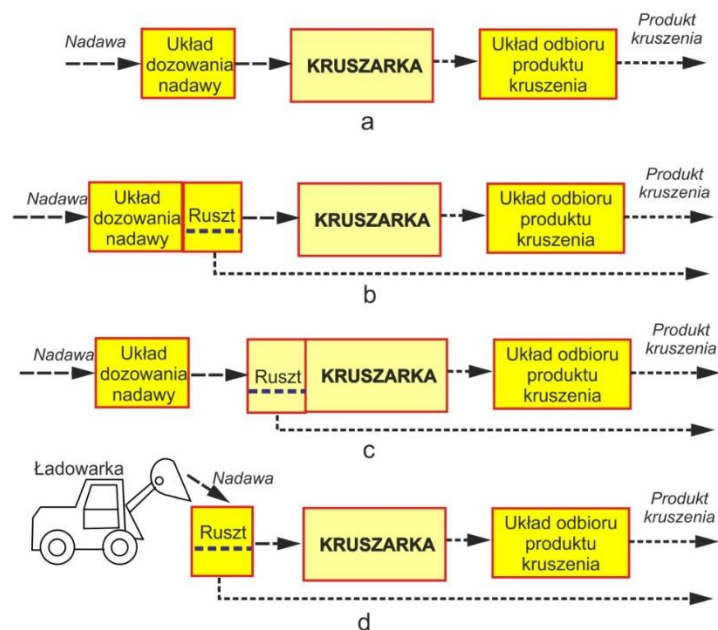 Nadawa
Układ
dozowania
nadawy
KRUSZARKA
Układ odbioru
produktu
kruszenia
Produkt
kruszenia
a
Nadawa
Układ
dozowania
nadawy
Ruszt
KRUSZARKA
Układ odbioru
produktu
kruszenia
Produkt
kruszenia
b
Nadawa
Układ
dozowania
nadawy
Ruszt
KRUSZARKA
Układ odbioru
produktu
kruszenia
Produkt
kruszenia
c
Ładowarka
Nadawa
Ruszt
KRUSZARKA
Układ odbioru
produktu
kruszenia
Produkt
kruszenia
d